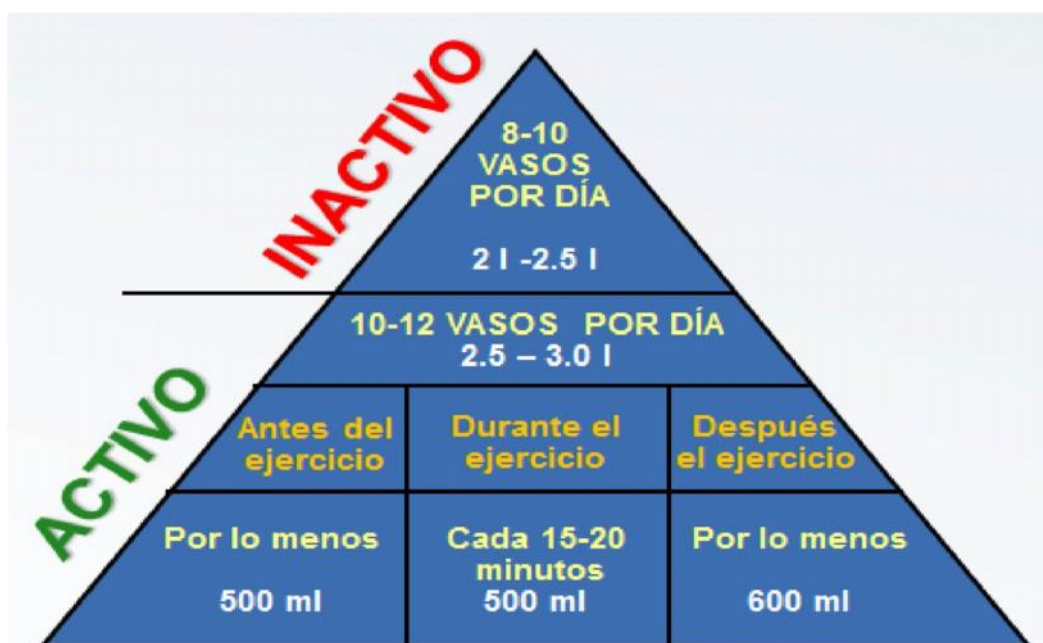 INACTIVO
8-10
VASOS
POR DÍA
2 l -2.5 l
ACTIVO
10-12 VASOS POR DÍA
2.5 – 3.0 l
Antes del
ejercicio
Durante el
ejercicio
Después
el ejercicio
Por lo menos
500 ml
Cada 15-20
minutos
500 ml
Por lo menos
600 ml